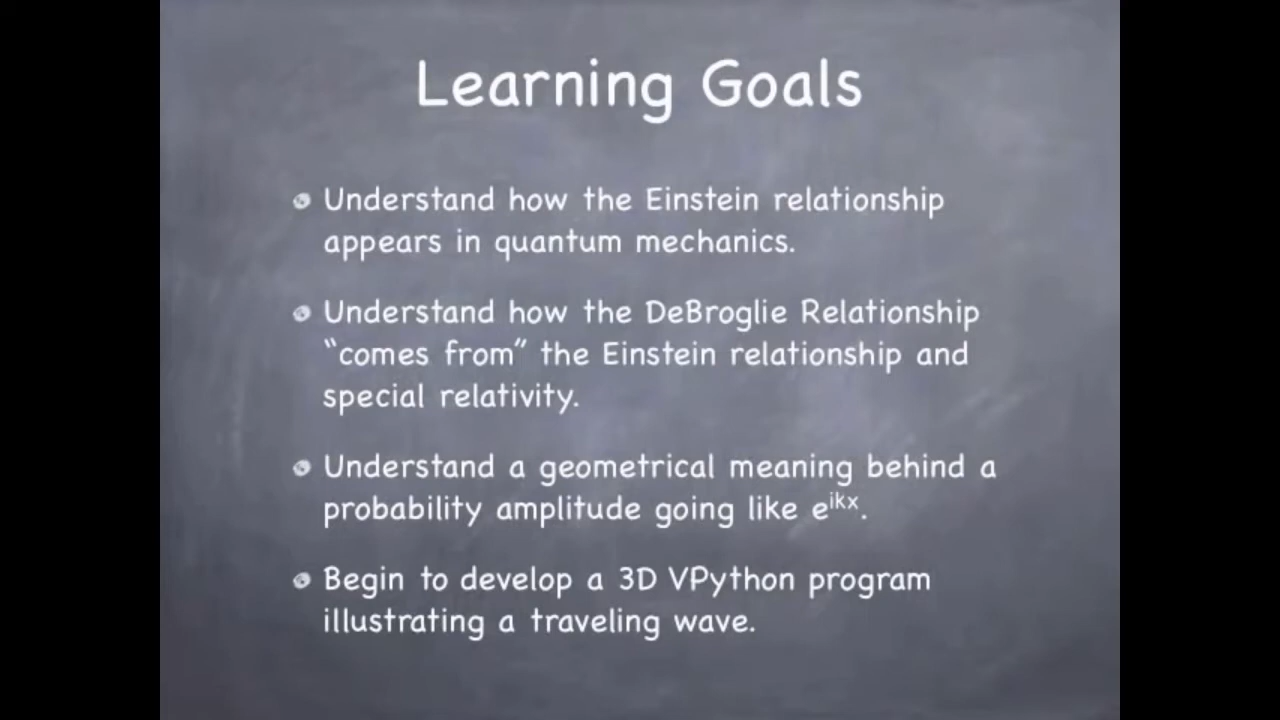 Learning Goals
Understand how the Einstein relationship
appears in quantum mechanics.
Understand how the DeBroglie Relationship
“comes from” the Einstein relationship and
special relativity.
Understand a geometrical meaning behind a
probability amplitude going like eⁱᵏˣ.
Begin to develop a 3D VPython program
illustrating a traveling wave.